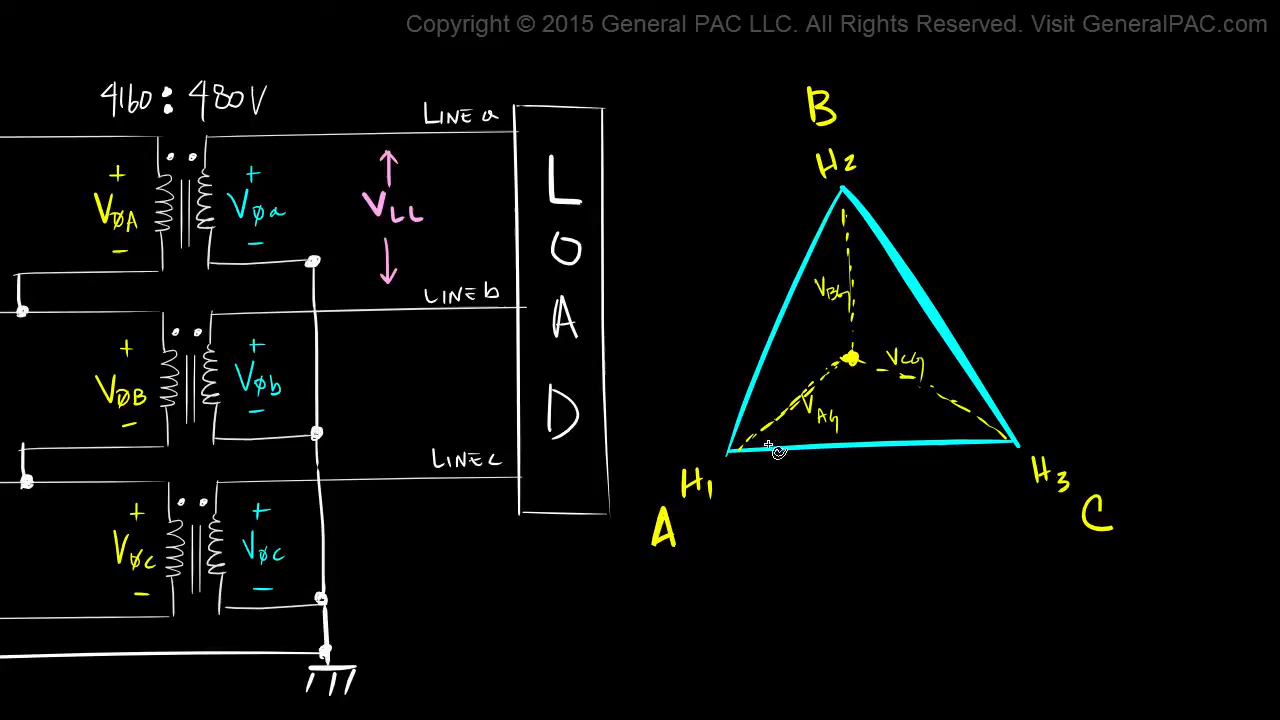 Copyright © 2015 General PAC LLC. All Rights Reserved. Visit GeneralPAC.com
4160 : 480V
LINE a
+ VØA -
+ VØa -
VLL
LINE b
+ VØB -
+ VØb -
LINE c
+ VØC -
+ VØc -
LOAD
B
H2
VBG
VCG
VAG
H1
A
H3
C